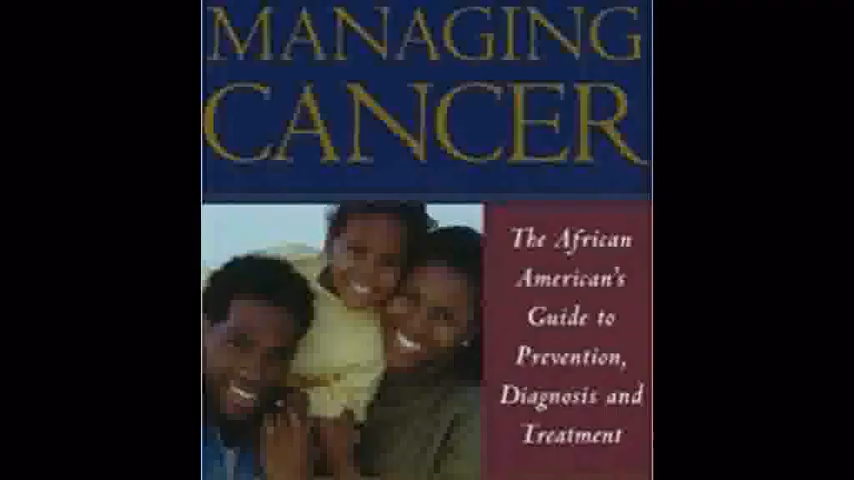 MANAGING
CANCER
The African
American's
Guide to
Prevention,
Diagnosis and
Treatment